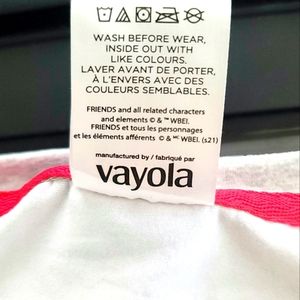 WASH BEFORE WEAR,
INSIDE OUT WITH
LIKE COLOURS.
LAVER AVANT DE PORTER,
À L'ENVERS AVEC DES
COULEURS SEMBLABLES.
FRIENDS and all related characters
and elements © & ™ WBEI.
FRIENDS et tous les personnages
et les éléments afférents © & MC WBEI. (s21)
manufactured by / fabriqué par
vayola